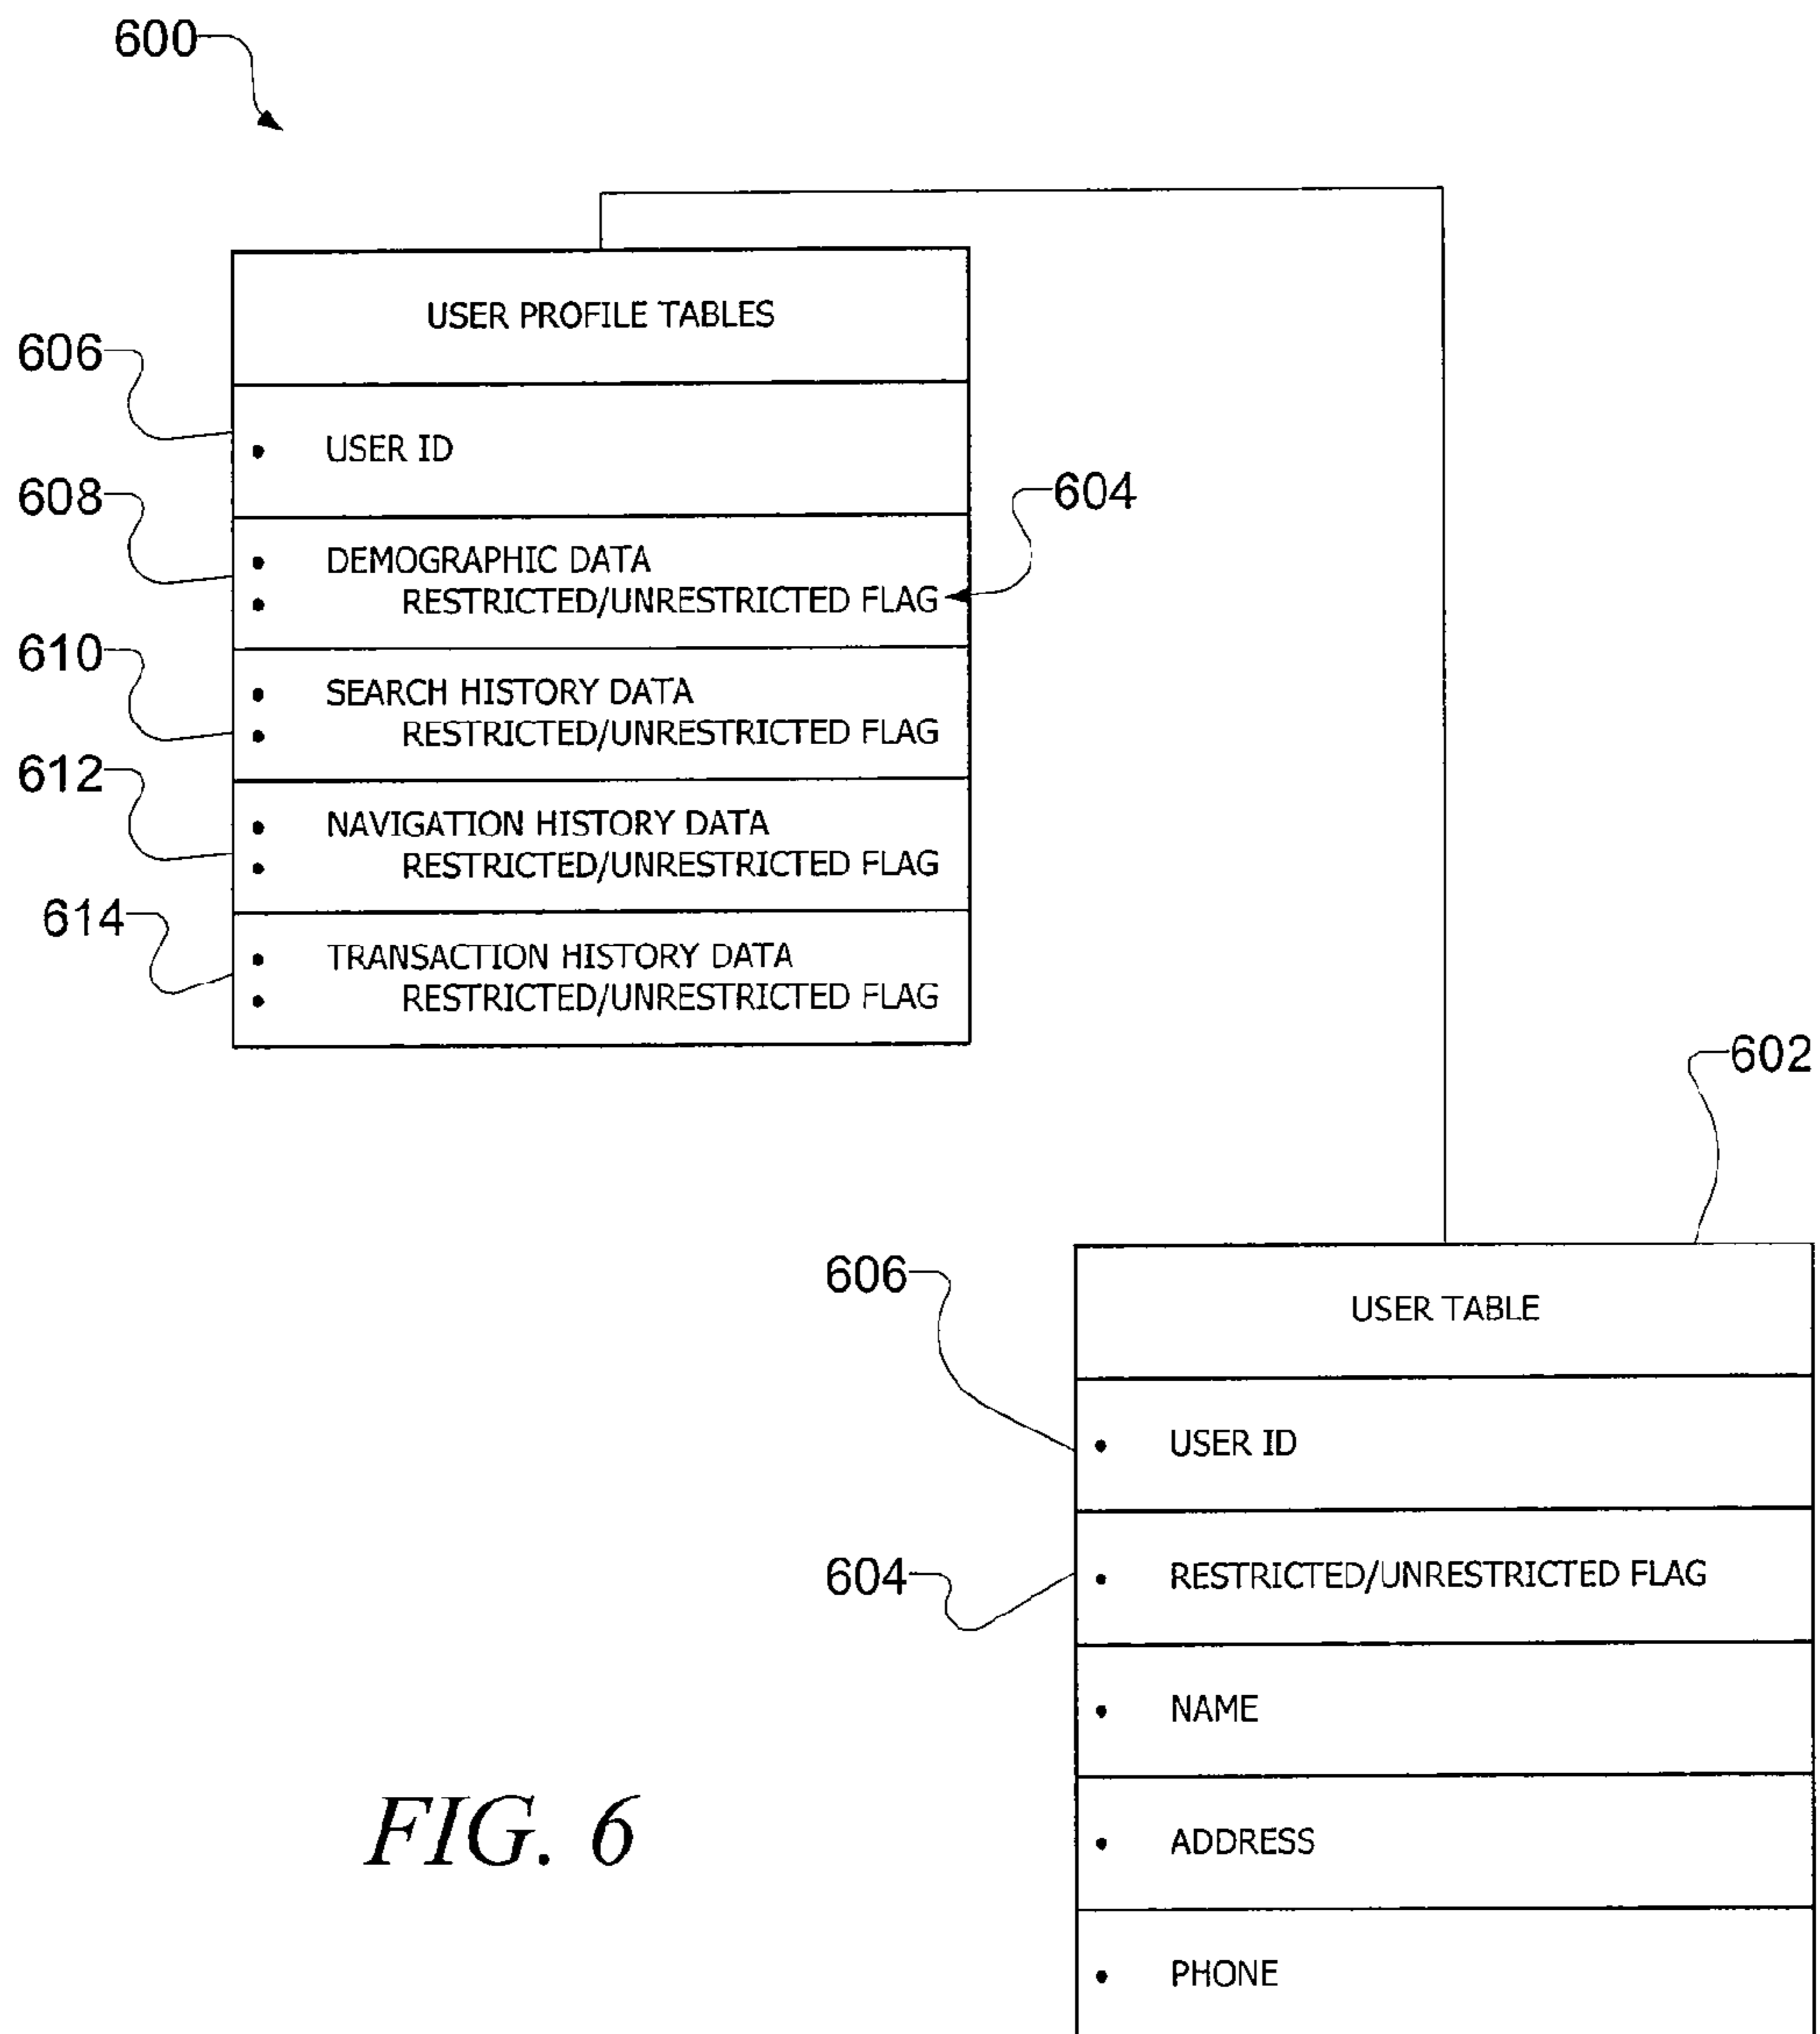 600
USER PROFILE TABLES
606
• USER ID
608
604
• DEMOGRAPHIC DATA
• RESTRICTED/UNRESTRICTED FLAG
610
• SEARCH HISTORY DATA
• RESTRICTED/UNRESTRICTED FLAG
612
• NAVIGATION HISTORY DATA
• RESTRICTED/UNRESTRICTED FLAG
614
• TRANSACTION HISTORY DATA
• RESTRICTED/UNRESTRICTED FLAG
602
606
USER TABLE
• USER ID
604
• RESTRICTED/UNRESTRICTED FLAG
• NAME
• ADDRESS
• PHONE
FIG. 6